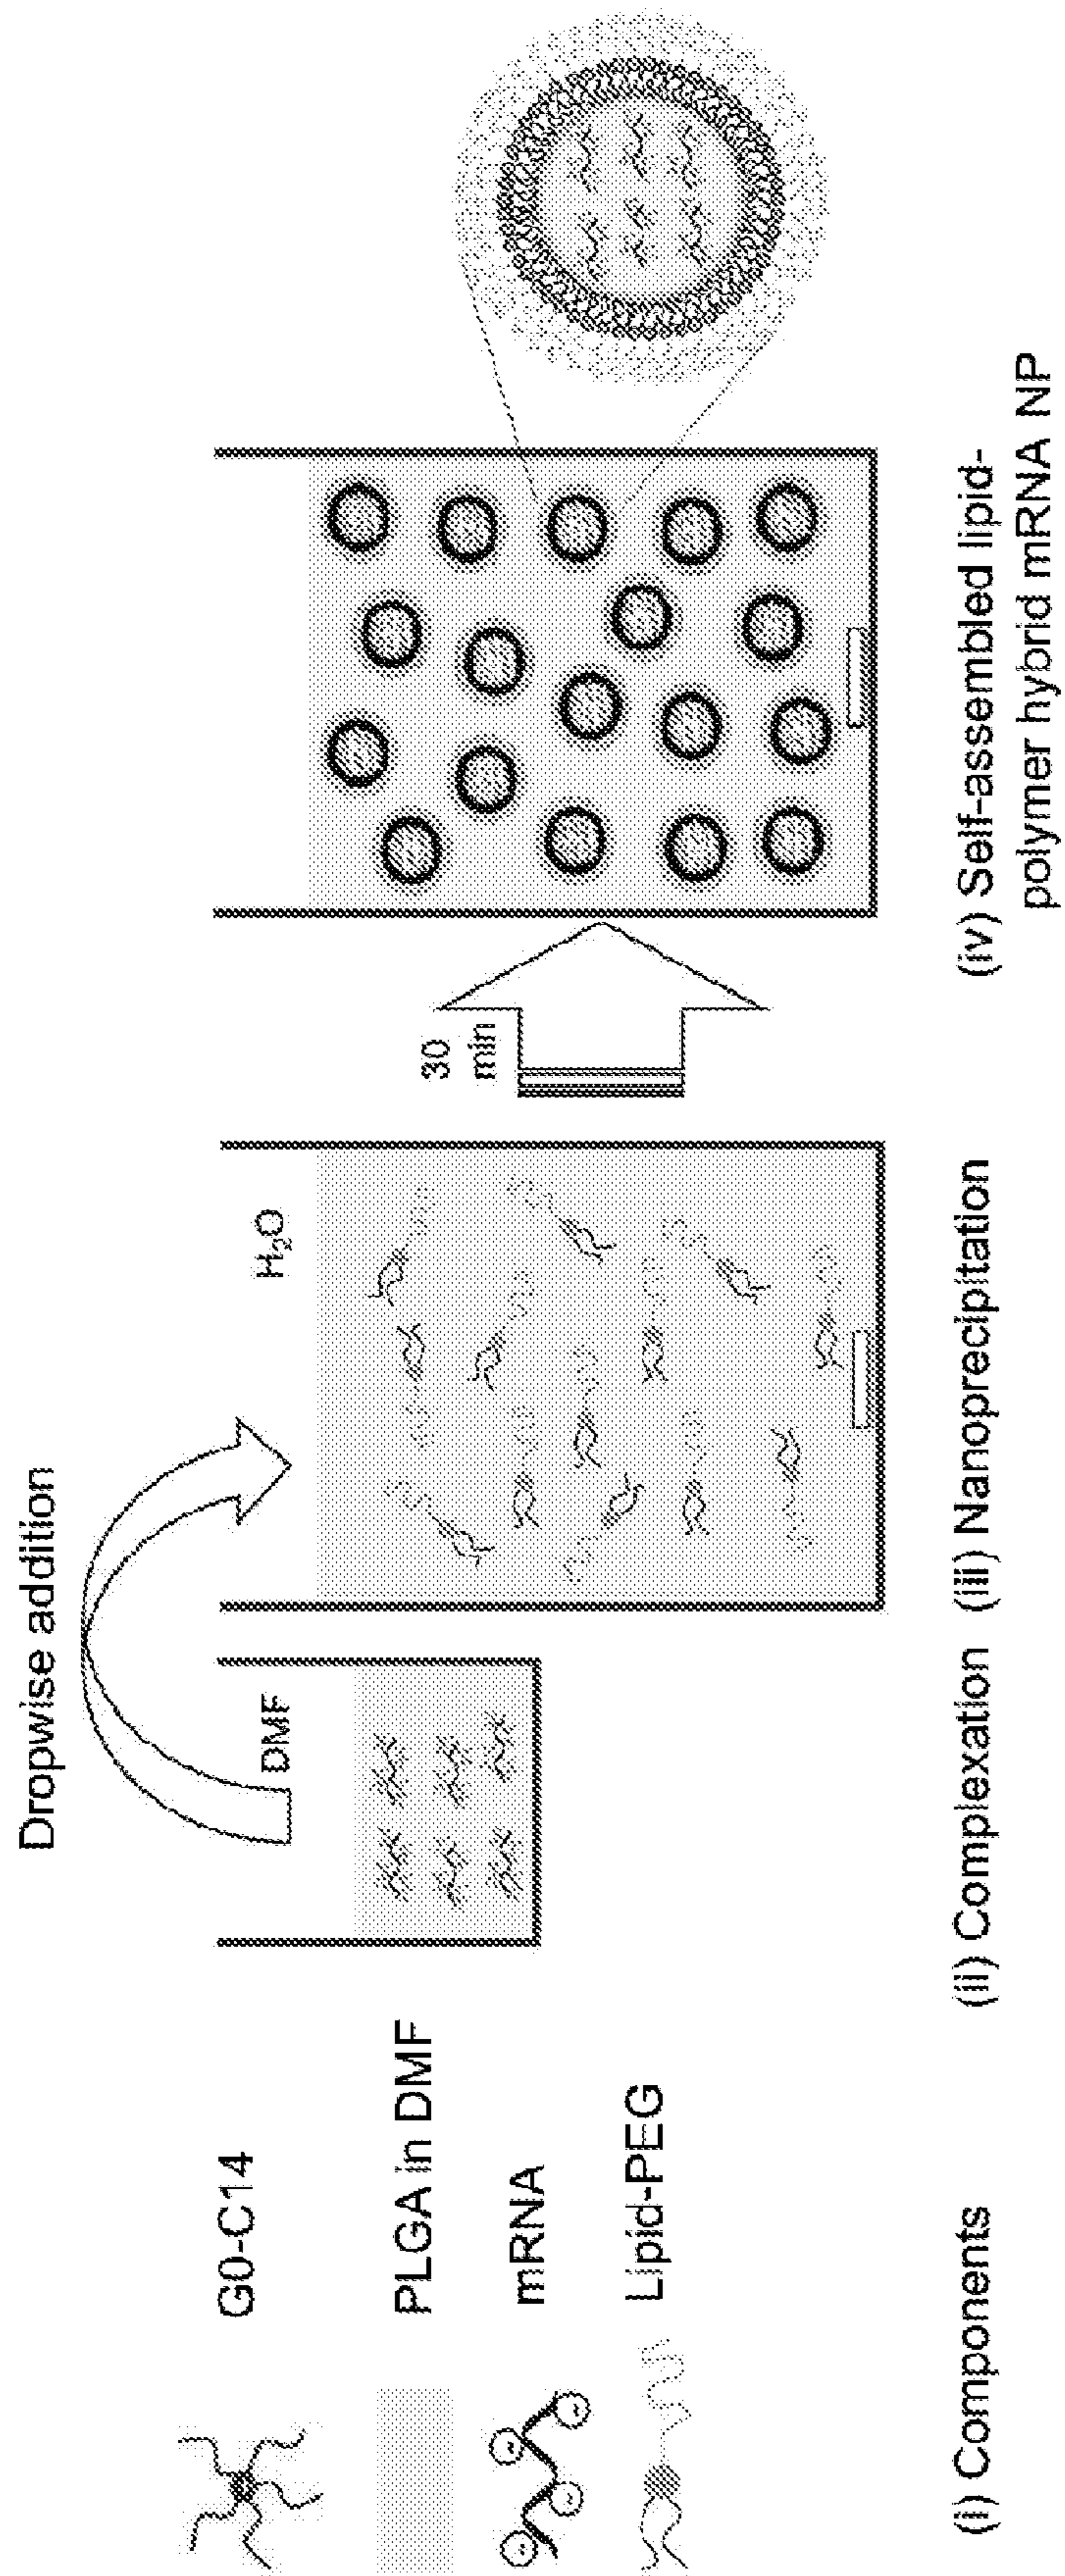 Dropwise addition
G0-C14
PLGA in DMF
mRNA
Lipid-PEG
DMF
H₂O
30
min
(i) Components
(ii) Complexation
(iii) Nanoprecipitation
(iv) Self-assembled lipid-
polymer hybrid mRNA NP